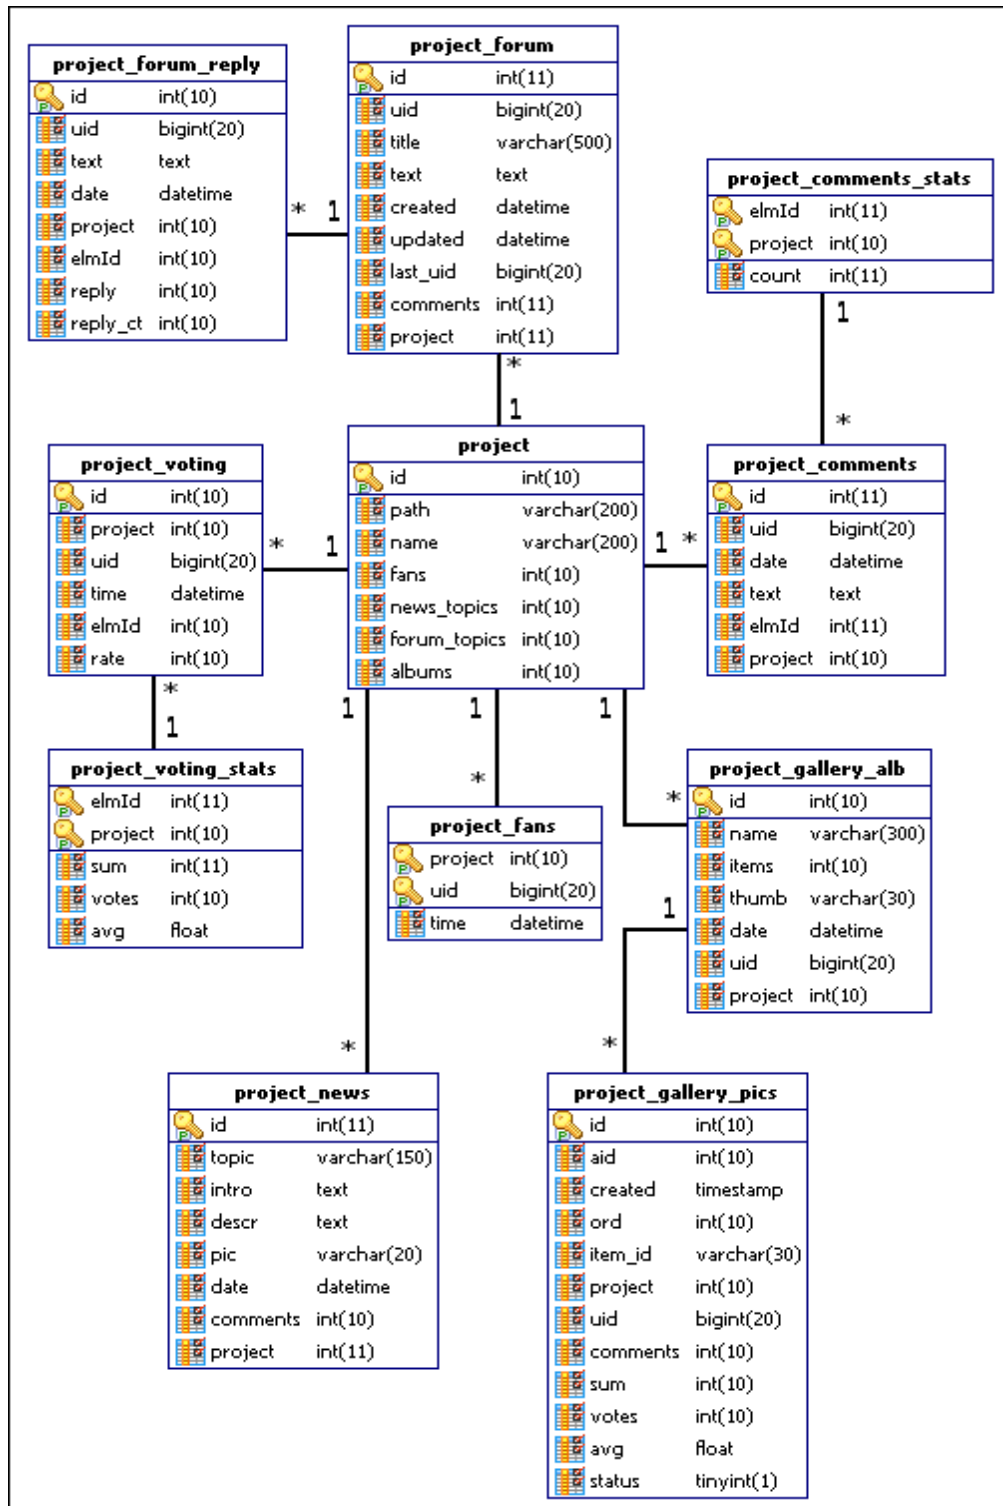 project_forum_reply
id int(10)
uid bigint(20)
text text
date datetime
project int(10)
elmId int(10)
reply int(10)
reply_ct int(10)
* 1
project_forum
id int(11)
uid bigint(20)
title varchar(500)
text text
created datetime
updated datetime
last_uid bigint(20)
comments int(11)
project int(11)
*
1
project_comments_stats
elmId int(11)
project int(10)
count int(11)
1
*
project_voting
id int(10)
project int(10)
uid bigint(20)
time datetime
elmId int(10)
rate int(10)
* 1
project
id int(10)
path varchar(200)
name varchar(200)
fans int(10)
news_topics int(10)
forum_topics int(10)
albums int(10)
1 *
project_comments
id int(11)
uid bigint(20)
date datetime
text text
elmId int(11)
project int(10)
*
1
1
1
1
project_voting_stats
elmId int(11)
project int(10)
sum int(11)
votes int(10)
avg float
*
project_fans
project int(10)
uid bigint(20)
time datetime
*
project_gallery_alb
id int(10)
name varchar(300)
items int(10)
thumb varchar(30)
date datetime
uid bigint(20)
project int(10)
1
*
*
project_news
id int(11)
topic varchar(150)
intro text
descr text
pic varchar(20)
date datetime
comments int(10)
project int(11)
project_gallery_pics
id int(10)
aid int(10)
created timestamp
ord int(10)
item_id varchar(30)
project int(10)
uid bigint(20)
comments int(10)
sum int(10)
votes int(10)
avg float
status tinyint(1)